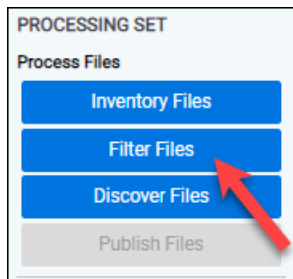 PROCESSING SET
Process Files
Inventory Files
Filter Files
Discover Files
Publish Files